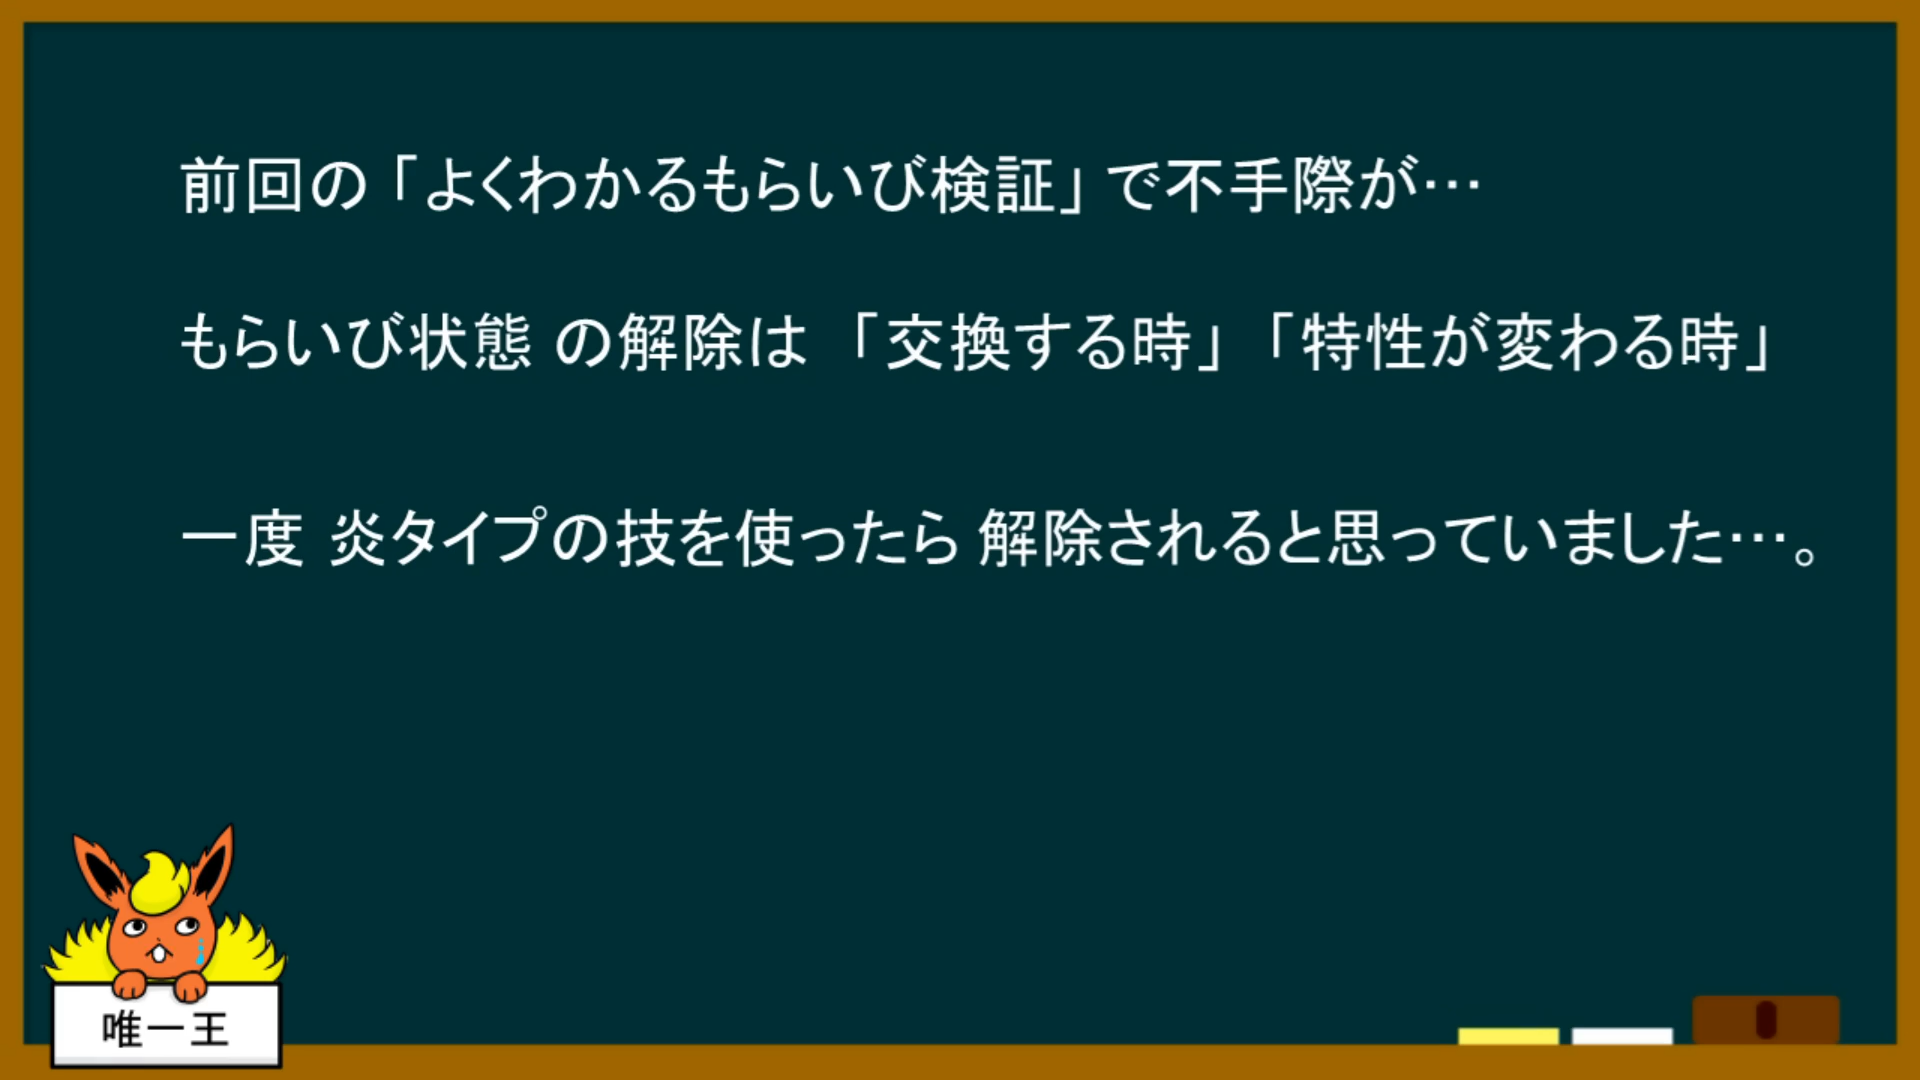 前回の「よくわかるもらいび検証」で不手際が…
もらいび状態 の解除は 「交換する時」 「特性が変わる時」
一度 炎タイプの技を使ったら 解除されると思っていました…。
唯一王